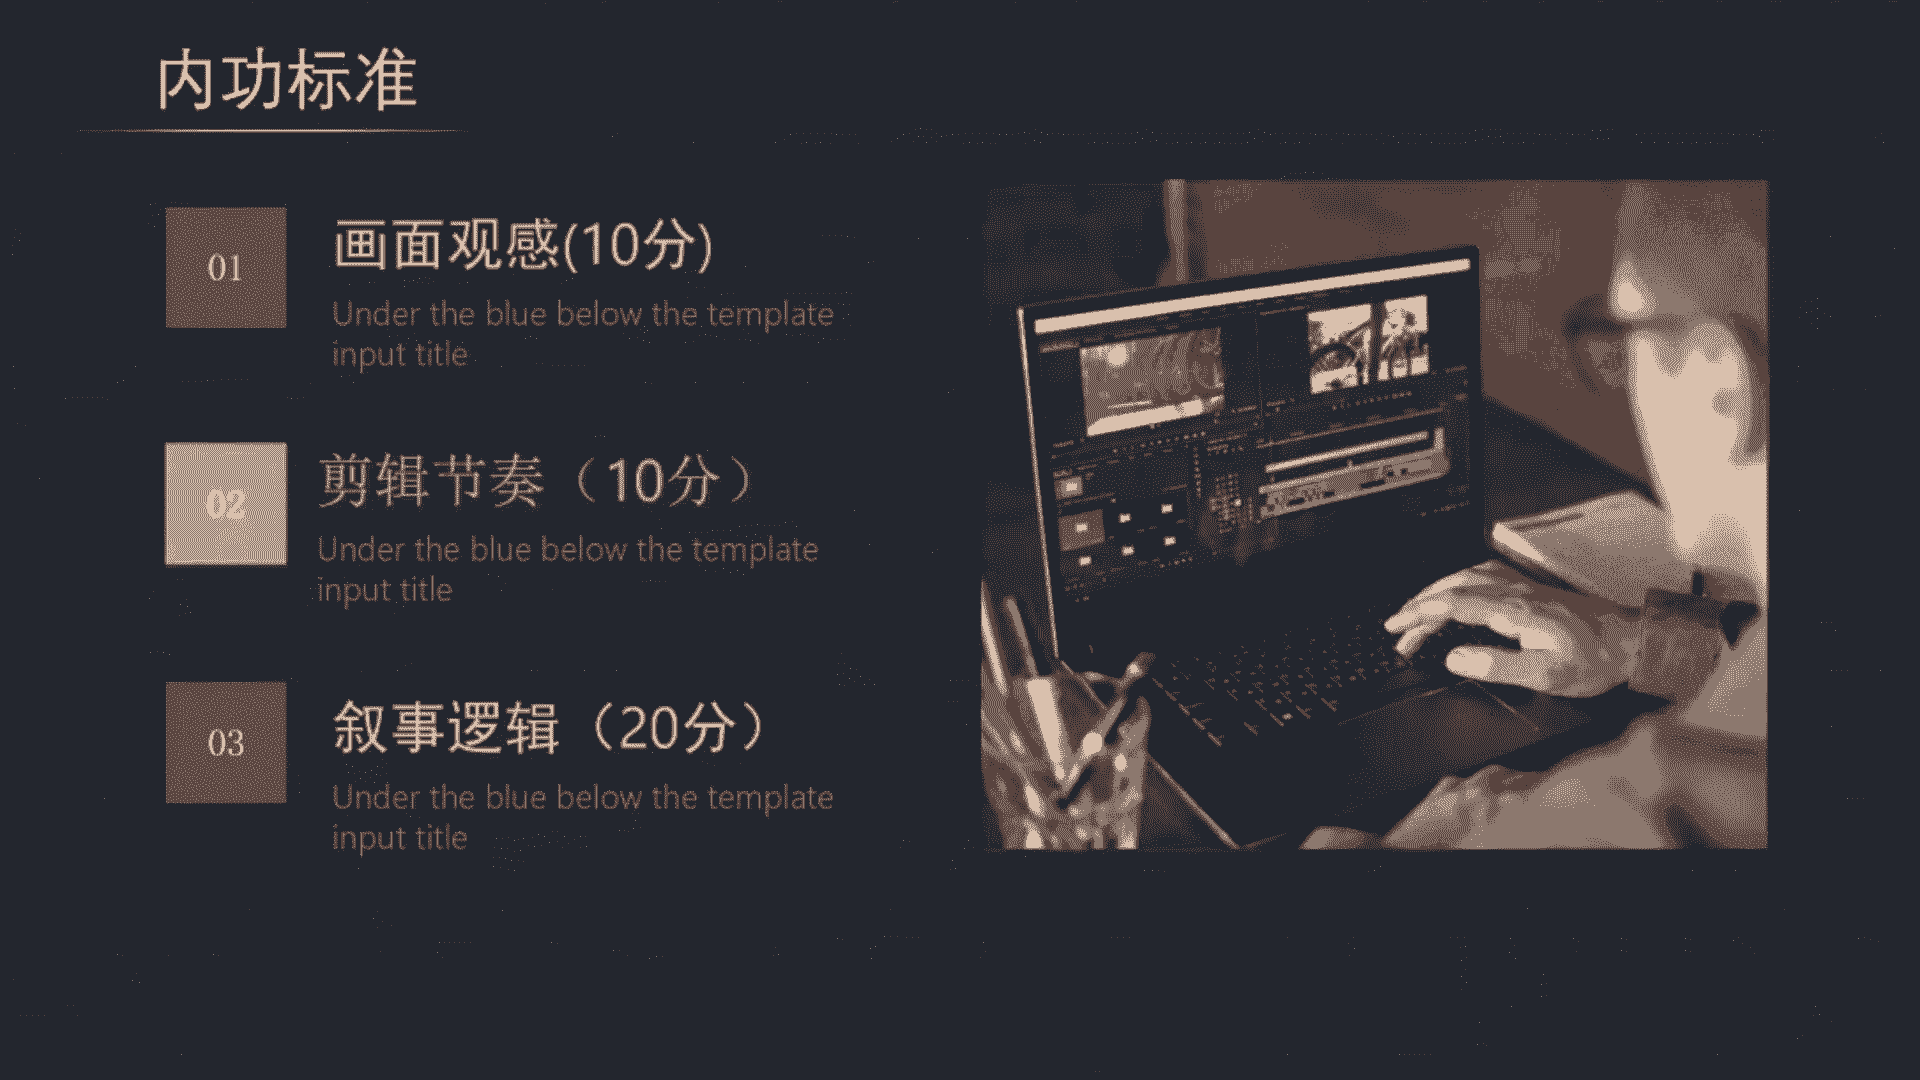 内功标准
01
画面观感(10分)
Under the blue below the template
input title
02
剪辑节奏（10分）
Under the blue below the template
input title
03
叙事逻辑（20分）
Under the blue below the template
input title